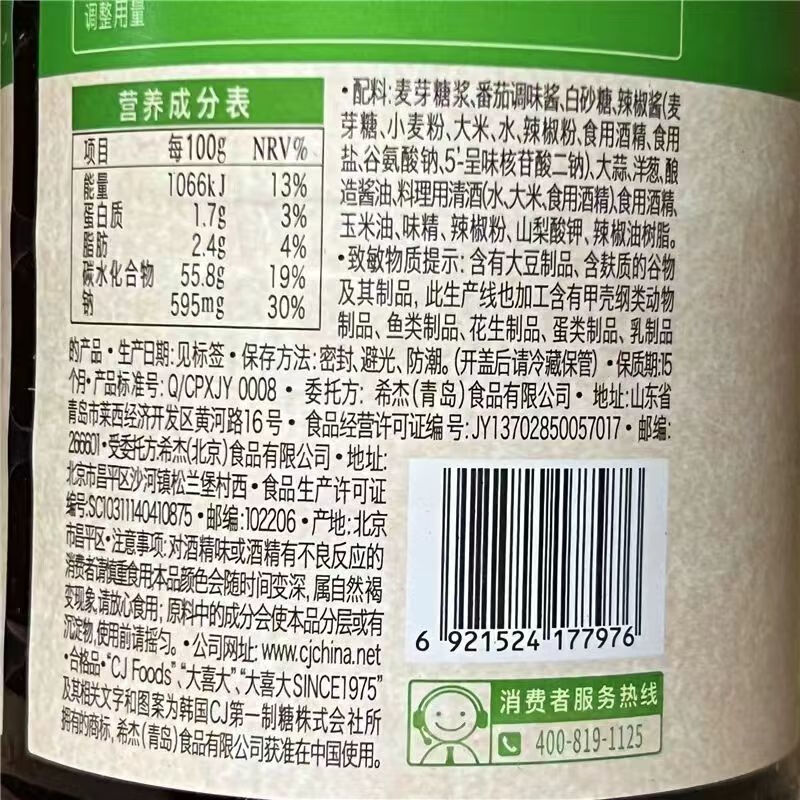 调整用量
营养成分表
项目 每100g NRV%
能量 1066kJ 13%
蛋白质 1.7g 3%
脂肪 2.4g 4%
碳水化合物 55.8g 19%
钠 595mg 30%
·配料:麦芽糖浆、番茄调味酱、白砂糖、辣椒酱(麦
芽糖、小麦粉、大米、水、辣椒粉、食用酒精、食用
盐、谷氨酸钠、5'-呈味核苷酸二钠)、大蒜、洋葱、酿
造酱油、料理用清酒(水、大米、食用酒精)、食用酒精、
玉米油、味精、辣椒粉、山梨酸钾、辣椒油树脂。
·致敏物质提示: 含有大豆制品、含麸质的谷物
及其制品, 此生产线也加工含有甲壳纲类动物
制品、鱼类制品、花生制品、蛋类制品、乳制品
的产品·生产日期:见标签·保存方法:密封、避光、防潮。(开盖后请冷藏保管)·保质期:15
个月·产品标准号: Q/CPXJY 0008·委托方: 希杰(青岛)食品有限公司·地址:山东省
青岛市莱西经济开发区黄河路16号·食品经营许可证编号:JY13702850057017·邮编:
266601·受委托方:希杰(北京)食品有限公司·地址:
北京市昌平区沙河镇松兰堡村西·食品生产许可证
编号:SC10311140410875·邮编:102206·产地:北京
市昌平区·注意事项:对酒精味或酒精有不良反应的
消费者请慎重食用本品颜色会随时间变深, 属自然褐
变现象,请放心食用; 原料中的成分会使本品分层或有
沉淀物,使用前请摇匀。·公司网址: www.cjchina.net
·合格品·“CJ Foods”、“大喜大”、“大喜大SINCE1975”
及其相关文字和图案为韩国CJ第一制糖株式会社所
拥有的商标, 希杰(青岛)食品有限公司获准在中国使用。
6 921524 177976
消费者服务热线
400-819-1125